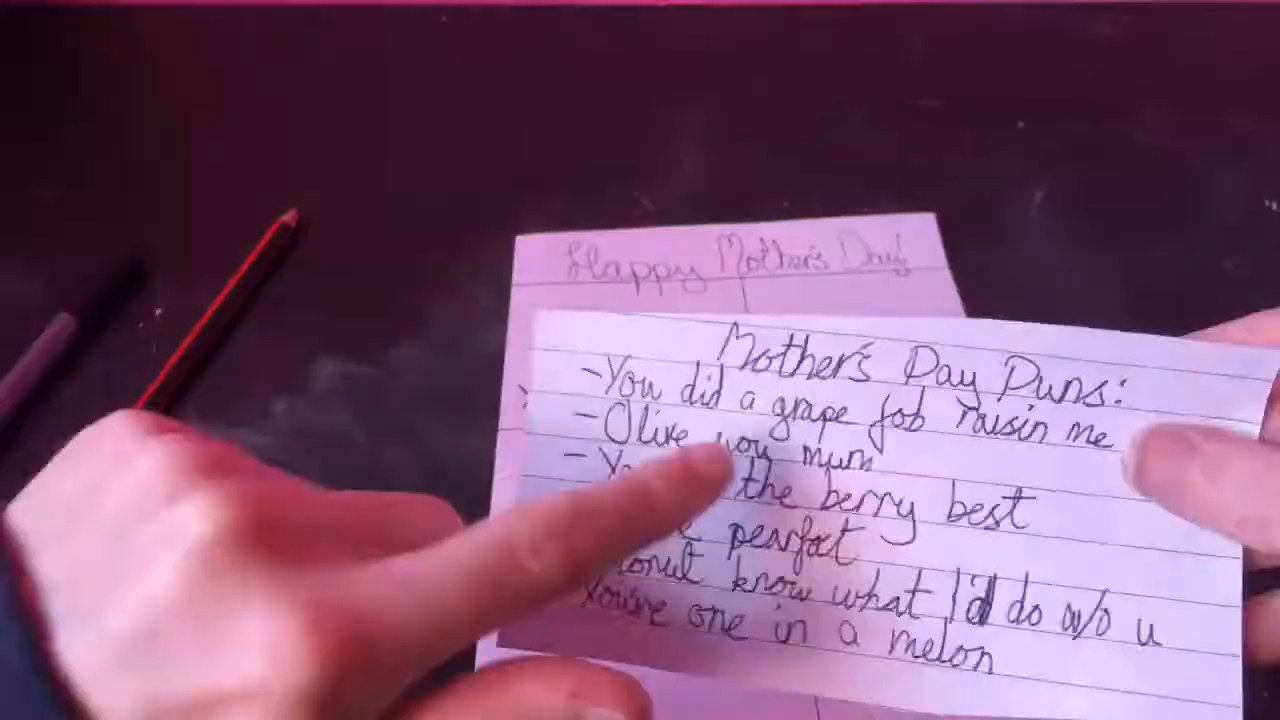 Happy Mother's Day!
Mother's Day Puns:
- You did a grape job raisin me
- Olive you mum
- the berry best
pearfect
donut know what I'd do w/o u
You're one in a melon